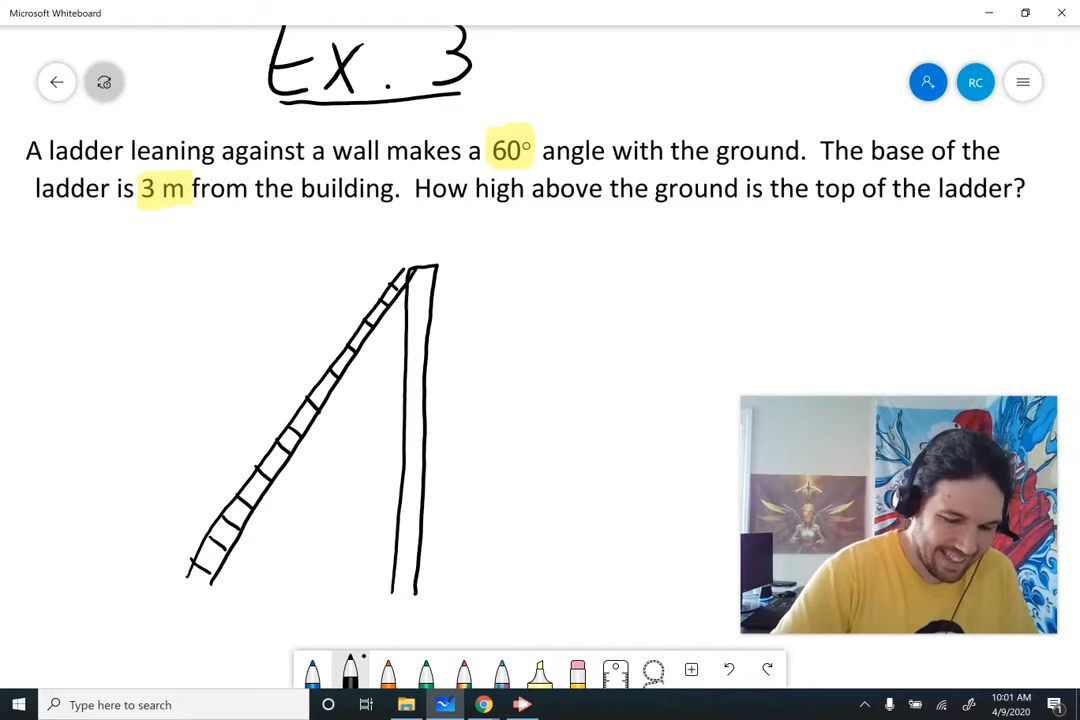 Microsoft Whiteboard
Ex. 3
RC
A ladder leaning against a wall makes a 60° angle with the ground. The base of the
ladder is 3 m from the building. How high above the ground is the top of the ladder?
Type here to search
10:01 AM
4/9/2020
1